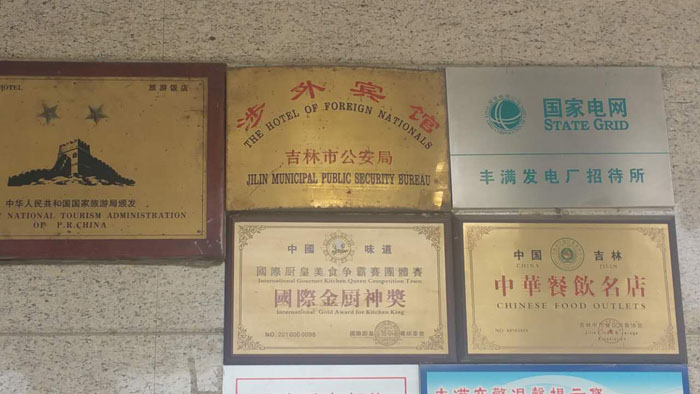 HOTEL 旅游饭店
中华人民共和国国家旅游局颁发
NATIONAL TOURISM ADMINISTRATION
OF P.R.CHINA
涉外宾馆
THE HOTEL OF FOREIGN NATIONALS
吉林市公安局
JILIN MUNICIPAL PUBLIC SECURITY BUREAU
国家电网
STATE GRID
丰满发电厂招待所
中國 味道
國際厨皇美食争霸賽團體賽
International Gourmet Kitchen Queen Competition Team
國際金厨神獎
International Gold Award for Kitchen King
中国 吉林
CHINA JILIN
中華餐飲名店
CHINESE FOOD OUTLETS